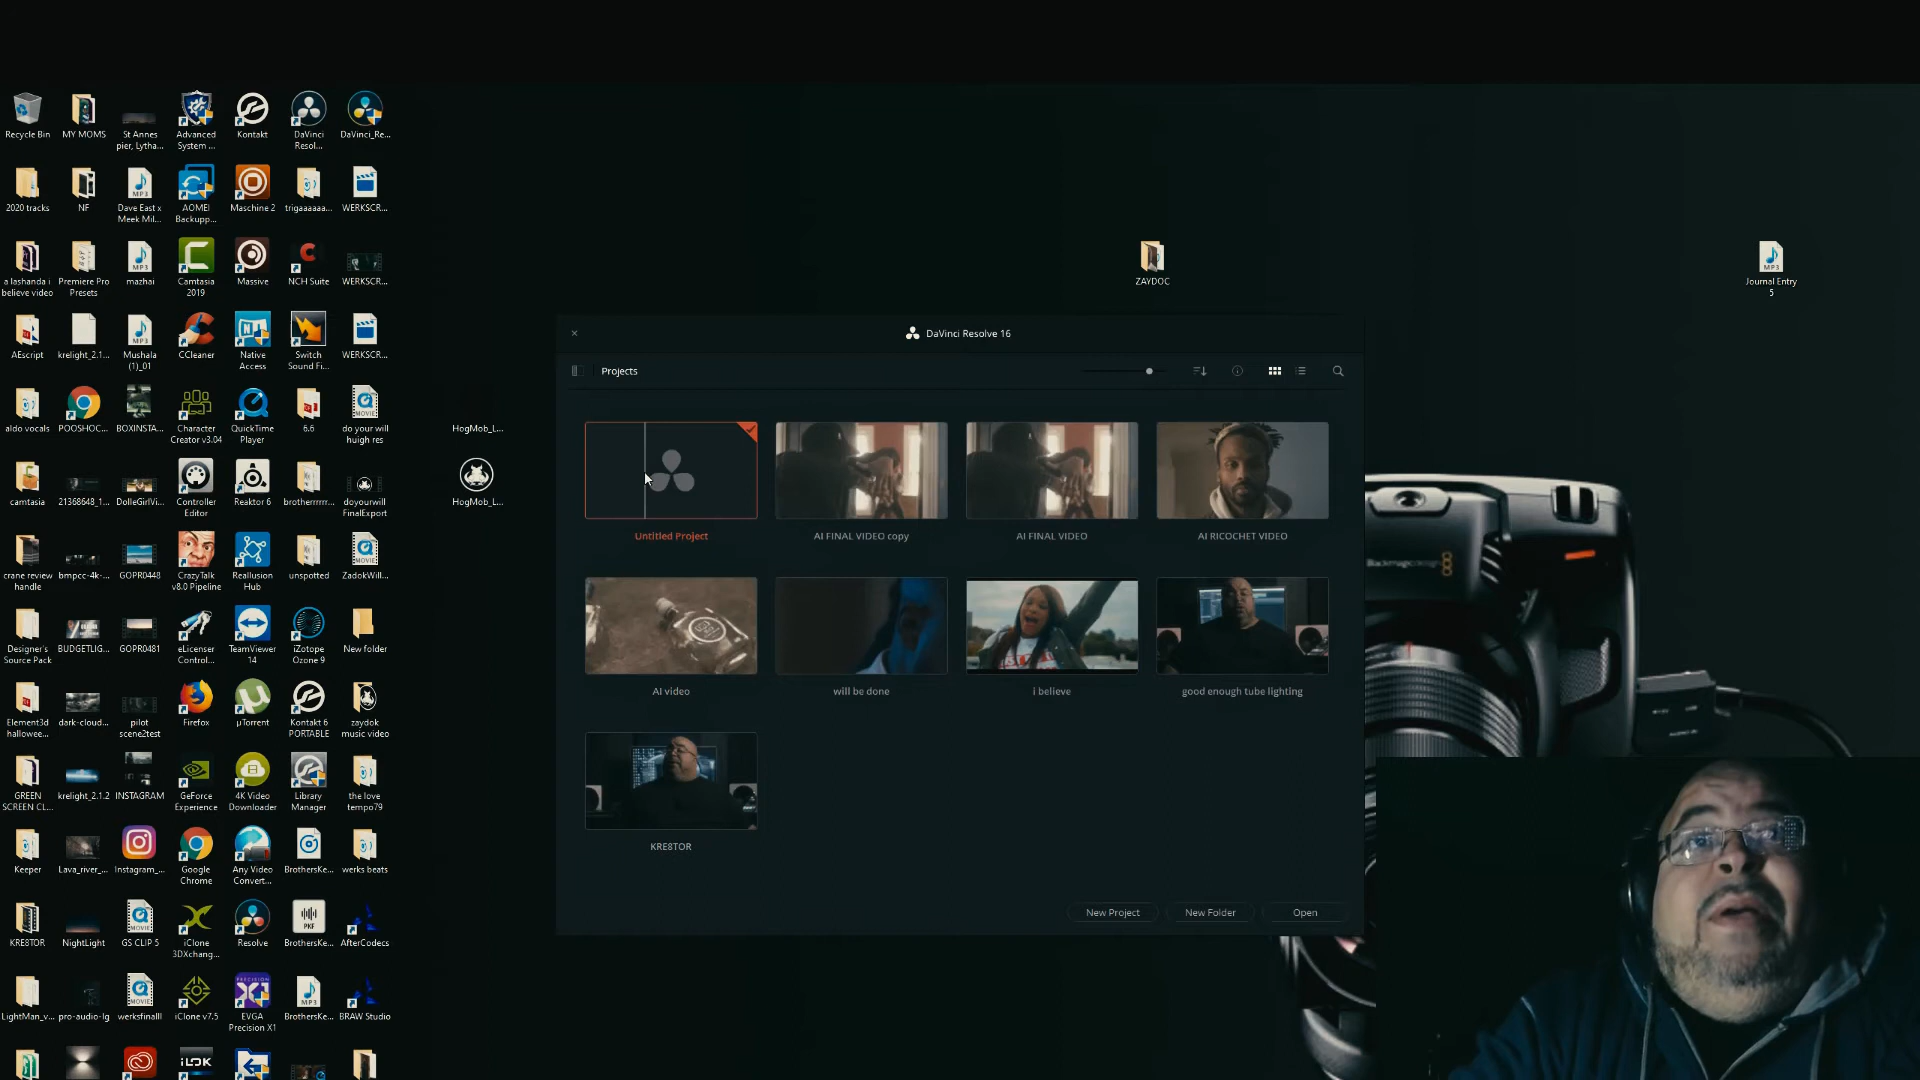 Recycle Bin
MY MOMS
St Annes
pier, Lytha...
Advanced
System ...
Kontakt
DaVinci
Resol...
DaVinci_Re...
2020 tracks
NF
Dave East x
Meek Mil...
AOMEI
Backupp...
Maschine 2
trigaaaaaa...
WERKSCR...
a lashanda i
believe video
Premiere Pro
Presets
mazhai
Camtasia
2019
Massive
NCH Suite
WERKSCR...
ZAYDOC
Journal Entry
5
AEscript
krelight_2.1...
Mushala
(1)_01
CCleaner
Native
Access
Switch
Sound Fi...
WERKSCR...
aldo vocals
POOSHOC...
BOXINSTA...
Character
Creator v3.04
QuickTime
Player
6.6
do your will
huigh res
HogMob_L...
camtasia
21368648_1...
DolleGirlVi...
Controller
Editor
Reaktor 6
brotherrrrrr...
doyourwill
FinalExport
HogMob_L...
crane review
handle
bmpcc-4k-...
GOPR0448
CrazyTalk
v8.0 Pipeline
Reallusion
Hub
unspotted
ZadokWill...
Designer's
Source Pack
BUDGETLIG...
GOPR0481
eLicenser
Control...
TeamViewer
14
iZotope
Ozone 9
New folder
Element3d
hallowee...
dark-cloud...
pilot
scene2test
Firefox
µTorrent
Kontakt 6
PORTABLE
zaydok
music video
GREEN
SCREEN CL...
krelight_2.1.2
INSTAGRAM
GeForce
Experience
4K Video
Downloader
Library
Manager
the love
tempo79
Keeper
Lava_river_...
Instagram_...
Google
Chrome
Any Video
Convert...
BrothersKe...
werks beats
KRE8TOR
NightLight
GS CLIP 5
iClone
3DXchang...
Resolve
BrothersKe...
AfterCodecs
LightMan_v...
pro-audio-lg
werksfinalll
iClone v7.5
EVGA
Precision X1
BrothersKe...
BRAW Studio
iLOK
DaVinci Resolve 16
Projects
Untitled Project
AI FINAL VIDEO copy
AI FINAL VIDEO
AI RICOCHET VIDEO
AI video
will be done
i believe
good enough tube lighting
KRE8TOR
New Project
New Folder
Open
Blackmagicdesign